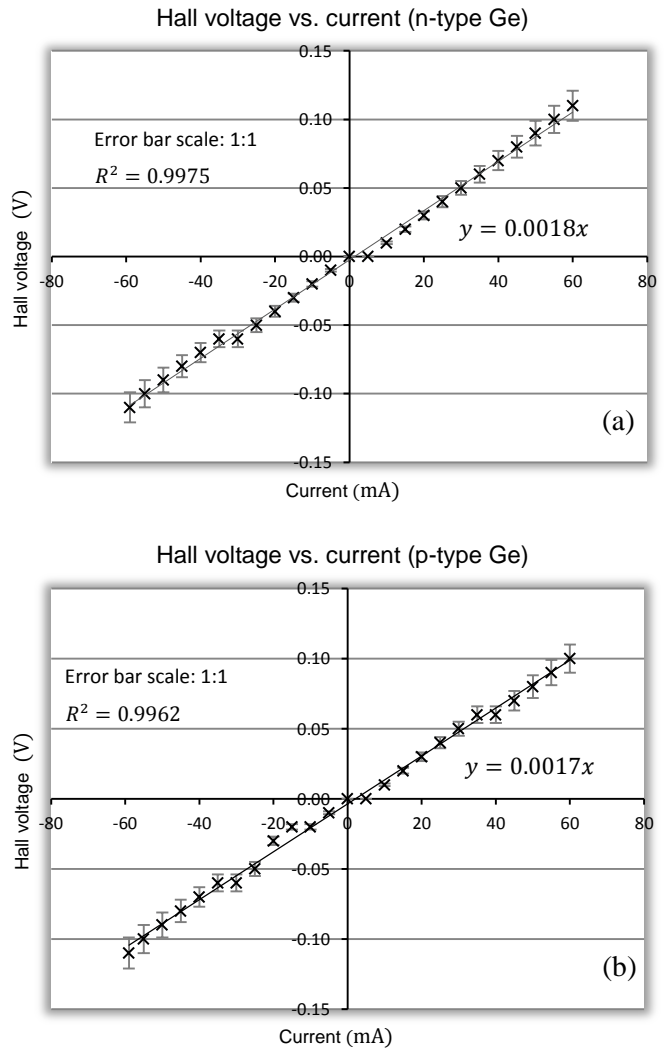 Hall voltage vs. current (n-type Ge)
0.15
Error bar scale: 1:1
0.10
R² = 0.9975
0.05
y = 0.0018x
0.00
-80 -60 -40 -20 0 20 40 60 80
-0.05
-0.10
(a)
-0.15
Hall voltage (V)
Current (mA)
Hall voltage vs. current (p-type Ge)
0.15
Error bar scale: 1:1
0.10
R² = 0.9962
0.05
y = 0.0017x
0.00
-80 -60 -40 -20 0 20 40 60 80
-0.05
-0.10
(b)
-0.15
Hall voltage (V)
Current (mA)